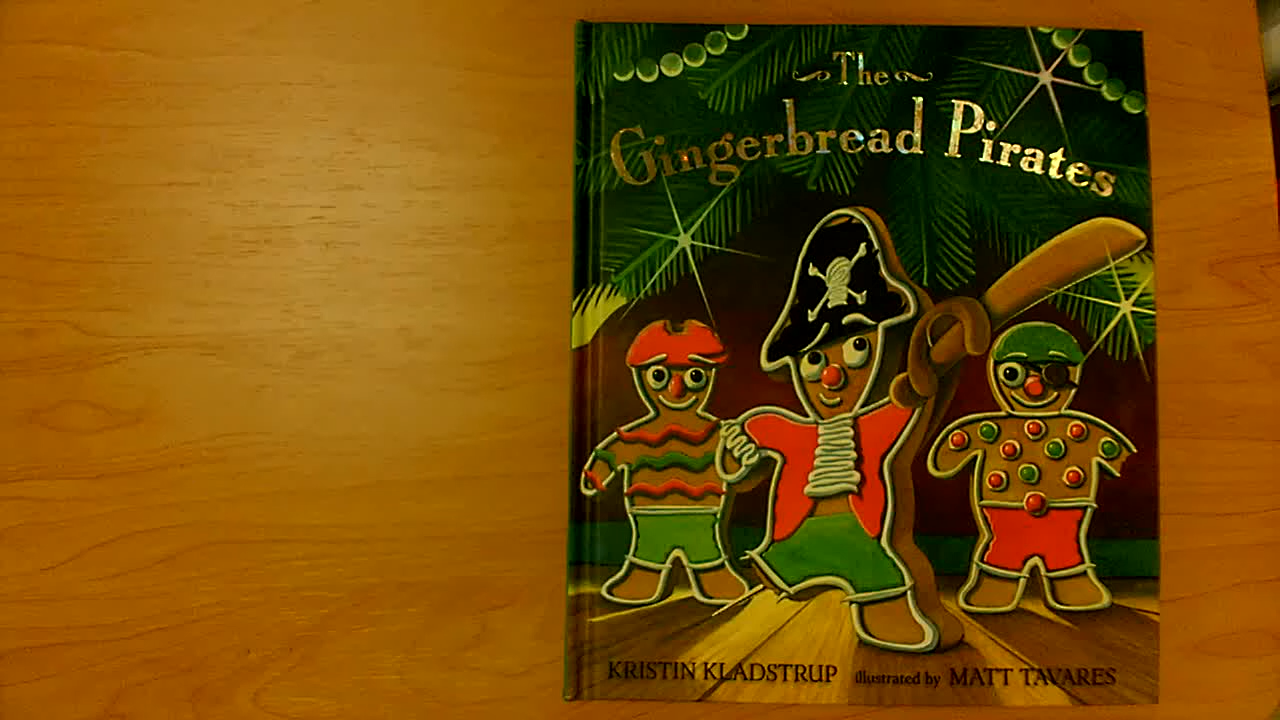 The
Gingerbread Pirates
KRISTIN KLADSTRUP illustrated by MATT TAVARES